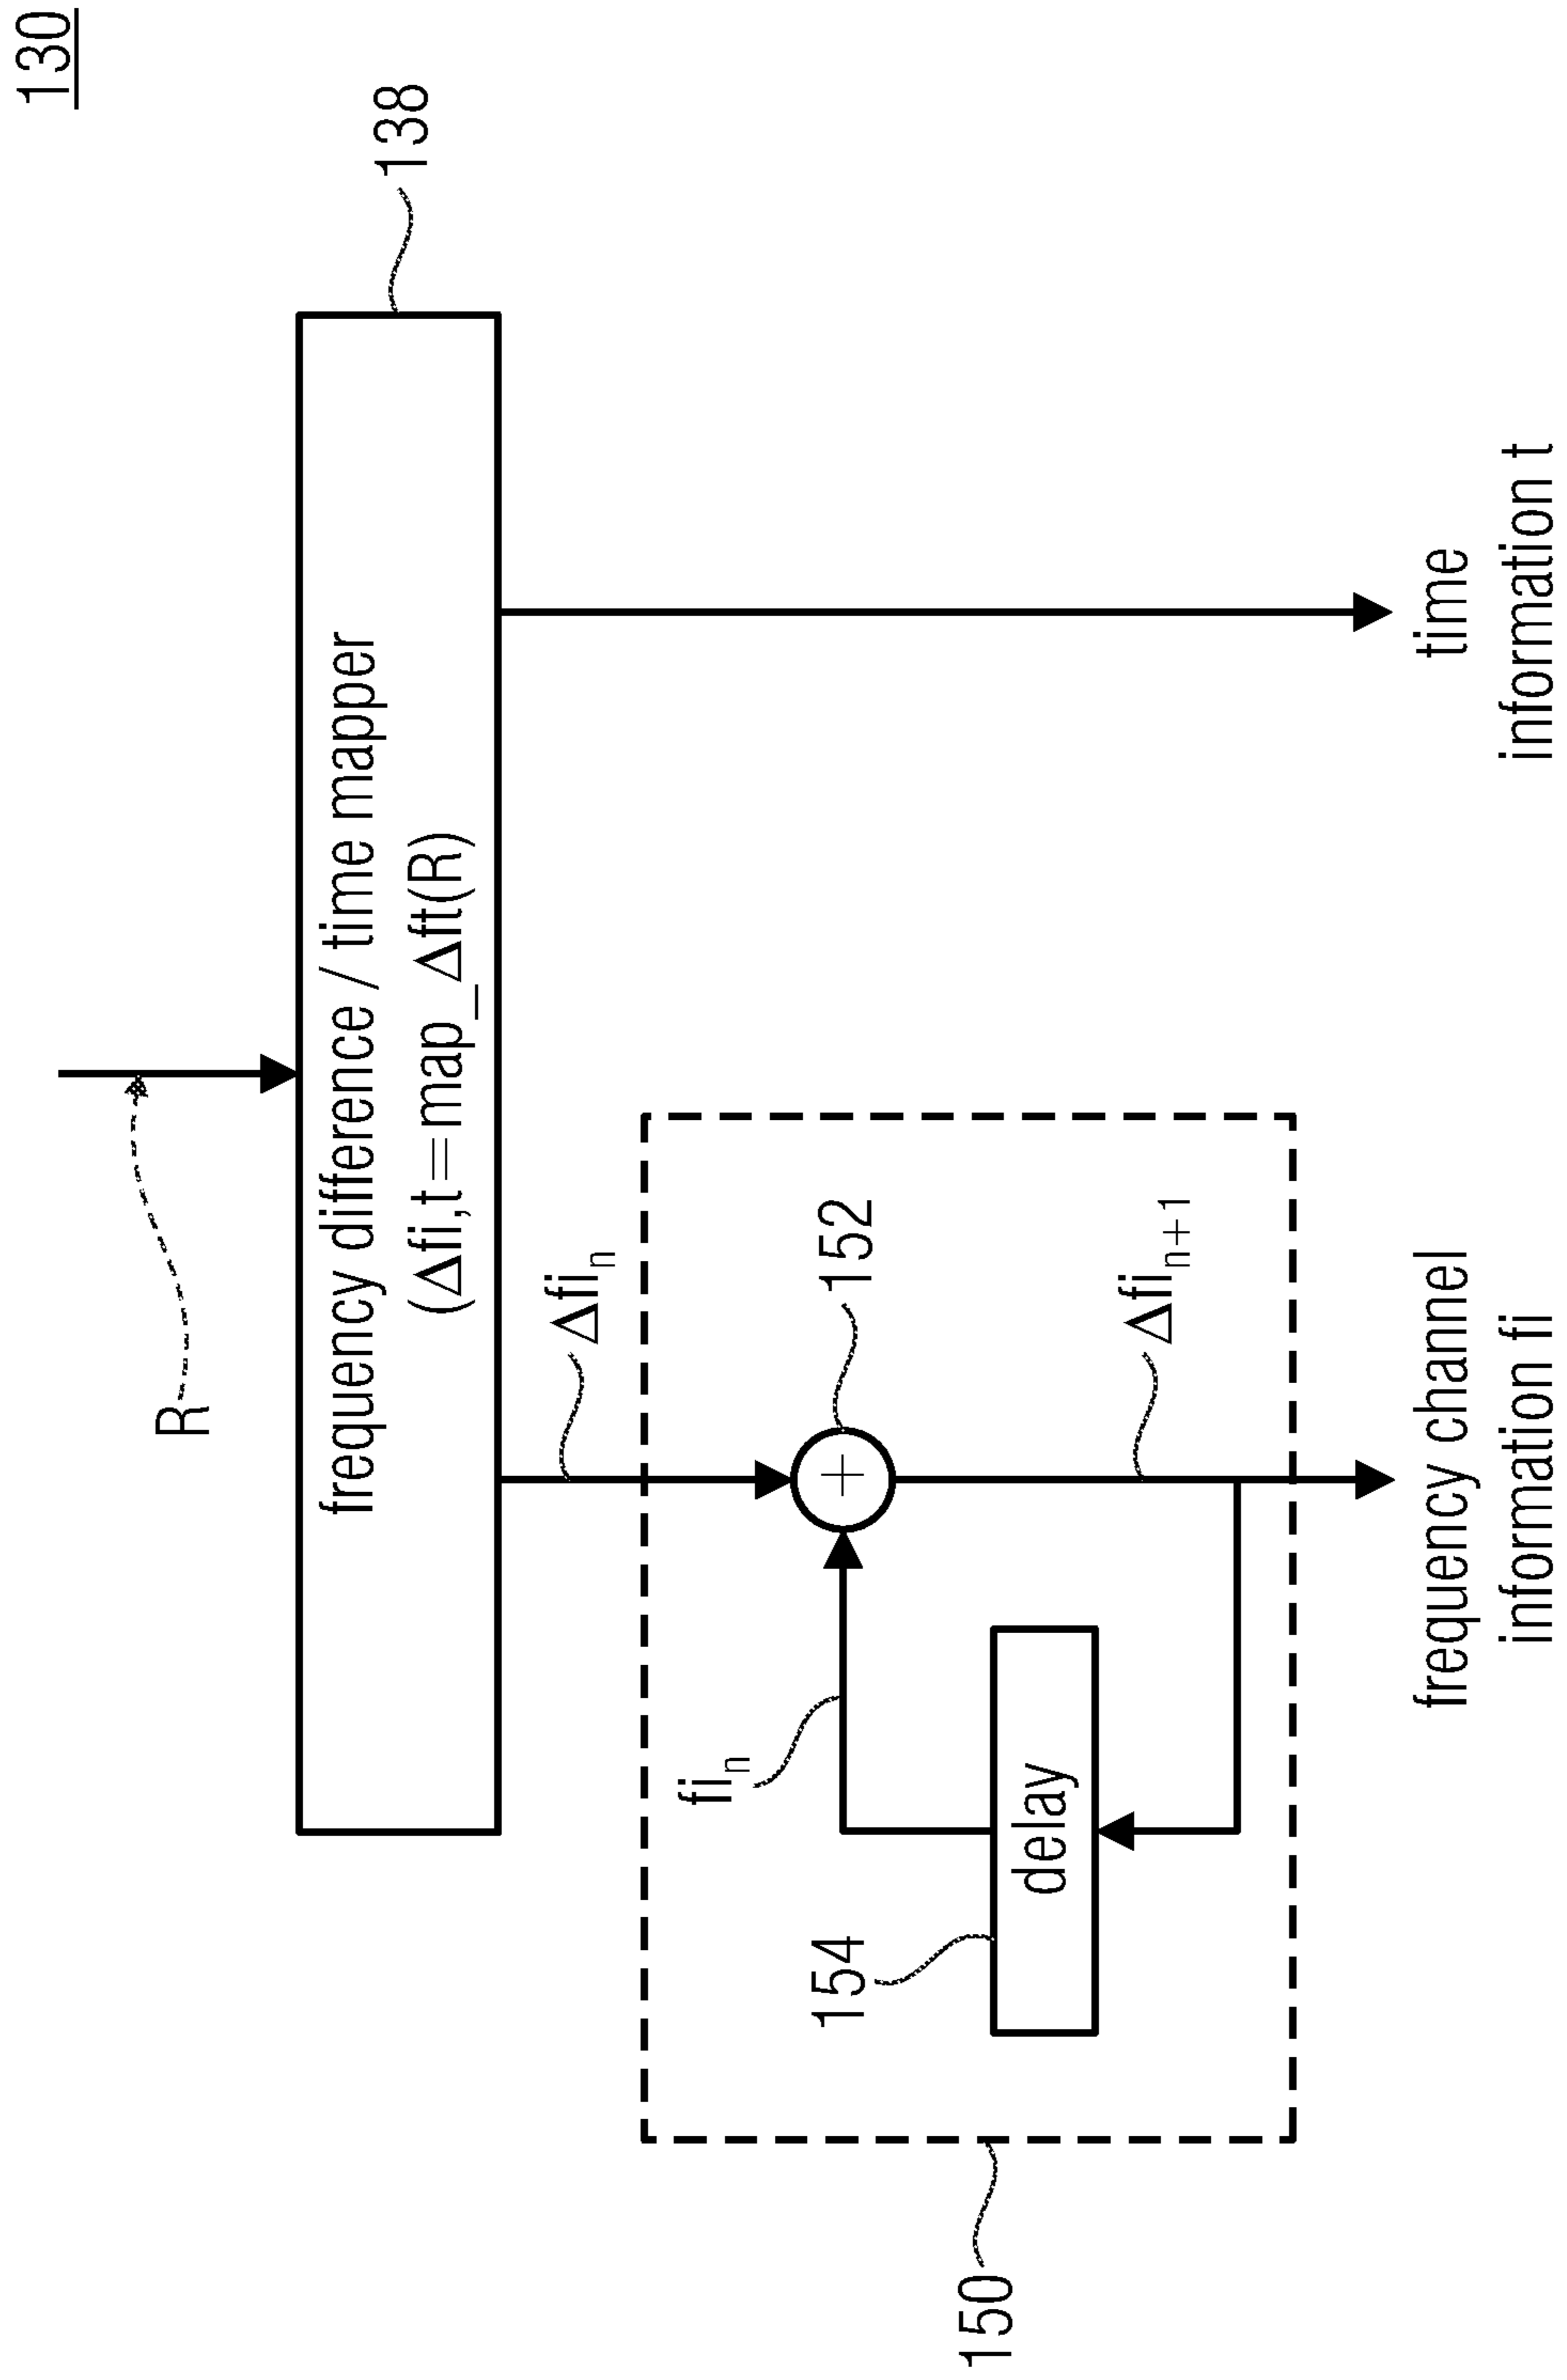 130
R
frequency difference / time mapper
(Δfi,t=map_Δft(R)
138
Δfiₙ
fiₙ
152
154
delay
Δfiₙ₊₁
150
frequency channel
information fi
time
information t